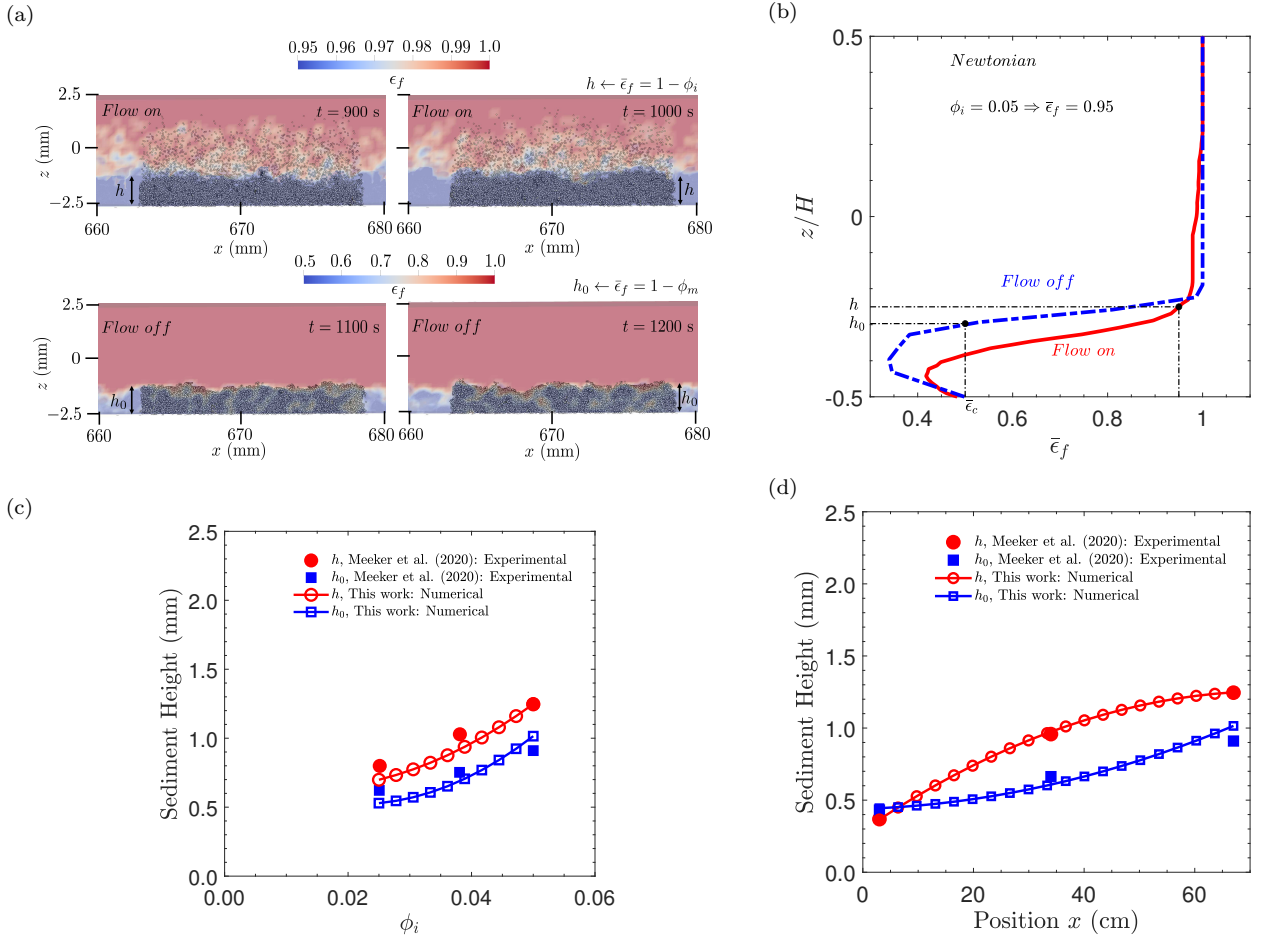 (a)
0.95 0.96 0.97 0.98 0.99 1.0
ϵ_f
h ← ϵ̄_f = 1 − ϕ_i
2.5
0
−2.5
z (mm)
Flow on
t = 900 s
h
Flow on
t = 1000 s
h
660
670
680
660
670
680
x (mm)
x (mm)
0.5 0.6 0.7 0.8 0.9 1.0
ϵ_f
h_0 ← ϵ̄_f = 1 − ϕ_m
2.5
0
−2.5
z (mm)
Flow off
t = 1100 s
h_0
Flow off
t = 1200 s
h_0
660
670
680
660
670
680
x (mm)
x (mm)
(b)
0.5
0
-0.5
z/H
Newtonian
ϕ_i = 0.05 ⇒ ϵ̄_f = 0.95
Flow off
h
h_0
Flow on
ϵ̄_c
0.4 0.6 0.8 1
ϵ̄_f
(c)
2.5
2.0
1.5
1.0
0.5
0.0
Sediment Height (mm)
h, Meeker et al. (2020): Experimental
h_0, Meeker et al. (2020): Experimental
h, This work: Numerical
h_0, This work: Numerical
0.00 0.02 0.04 0.06
ϕ_i
(d)
2.5
2.0
1.5
1.0
0.5
0.0
Sediment Height (mm)
h, Meeker et al. (2020): Experimental
h_0, Meeker et al. (2020): Experimental
h, This work: Numerical
h_0, This work: Numerical
0 20 40 60
Position x (cm)